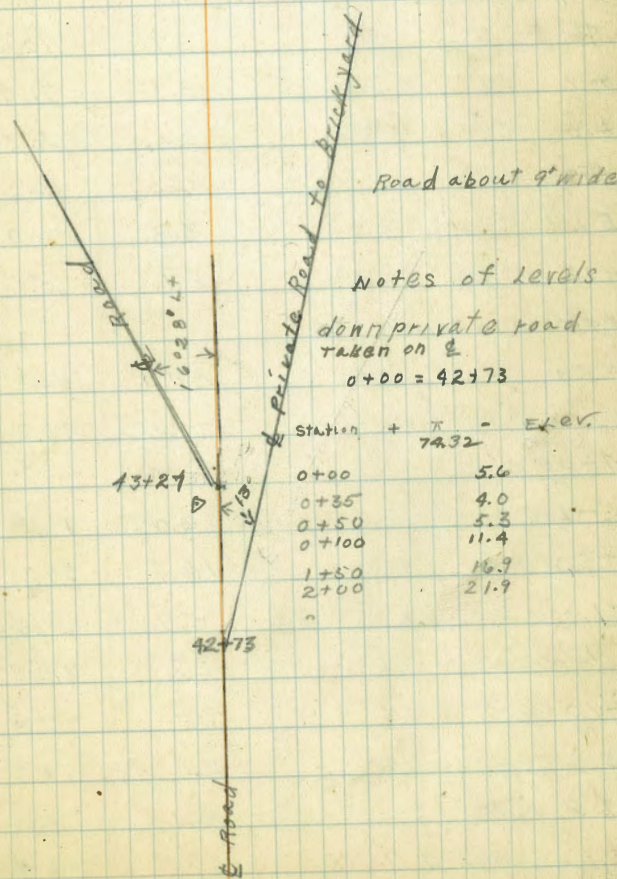 ℄ Private Road to Brickyard
Road about 9' wide
℄ Road
16°28' Lt
Notes of Levels
down private road
taken on ℄
0+00 = 42+73
Station + π - Elev.
74.32
0+00 5.6
0+35 4.0
0+50 5.3
0+100 11.4
1+50 16.9
2+00 21.9
43+27
13
42+73
℄ Road